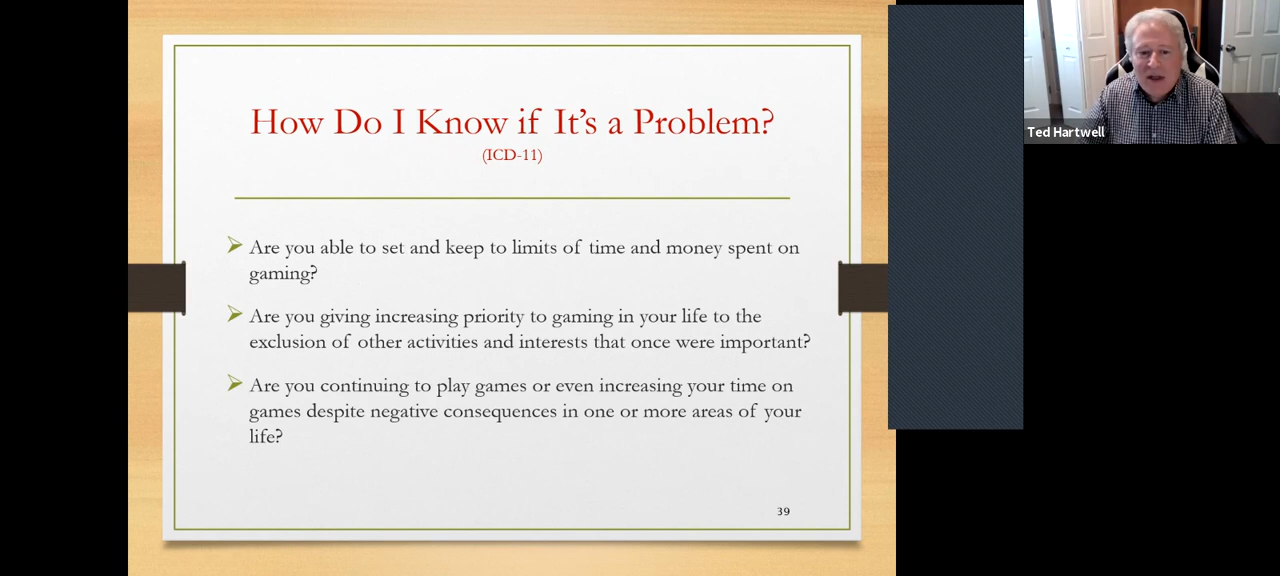 How Do I Know if It's a Problem?
(ICD-11)
Are you able to set and keep to limits of time and money spent on
gaming?
Are you giving increasing priority to gaming in your life to the
exclusion of other activities and interests that once were important?
Are you continuing to play games or even increasing your time on
games despite negative consequences in one or more areas of your
life?
39
Ted Hartwell